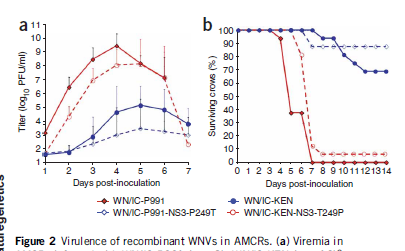 a
b
11
10
9
8
7
6
5
4
3
2
1
Titer (log10 PFU/ml)
1 2 3 4 5 6 7
Days post-inoculation
100
90
80
70
60
50
40
30
20
10
0
Surviving crows (%)
0 1 2 3 4 5 6 7 8 9 10 11 12 13 14
Days post-inoculation
WN/IC-P991
WN/IC-KEN
WN/IC-P991-NS3-P249T
WN/IC-KEN-NS3-T249P
Figure 2 Virulence of recombinant WNVs in AMCRs. (a) Viremia in
naturegenetics